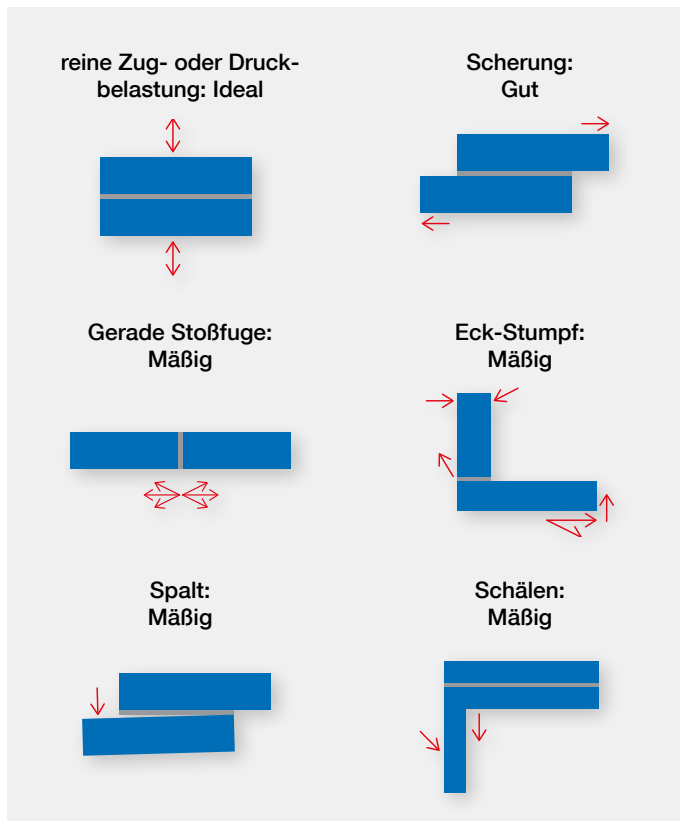 reine Zug- oder Druck-
belastung: Ideal
Scherung:
Gut
Gerade Stoßfuge:
Mäßig
Eck-Stumpf:
Mäßig
Spalt:
Mäßig
Schälen:
Mäßig